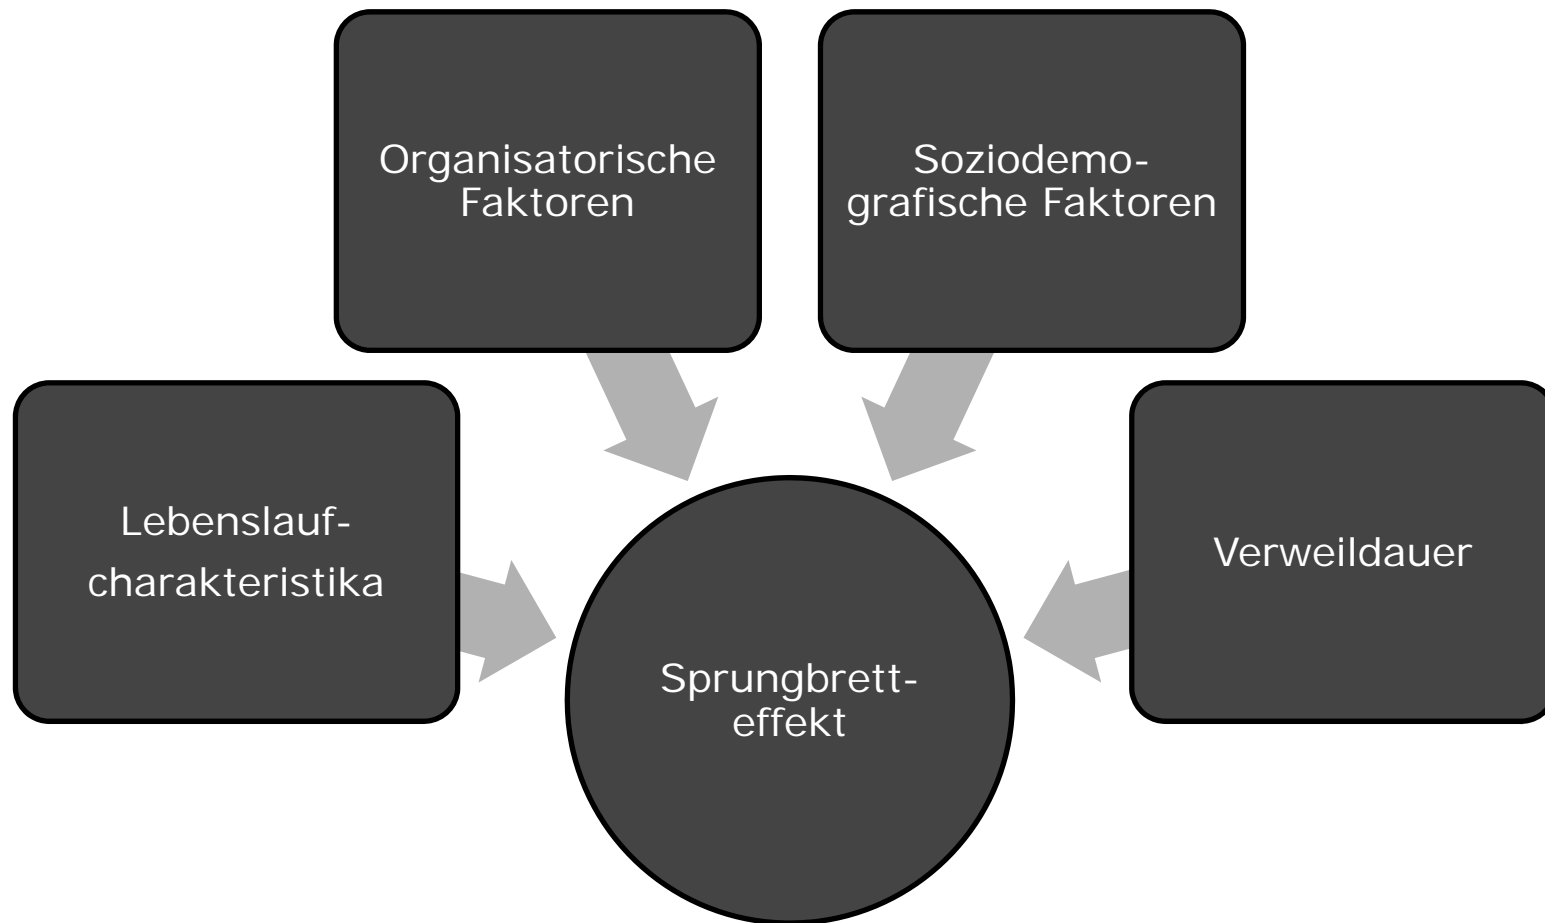 Organisatorische
Faktoren
Soziodemo-
grafische Faktoren
Lebenslauf-
charakteristika
Verweildauer
Sprungbrett-
effekt